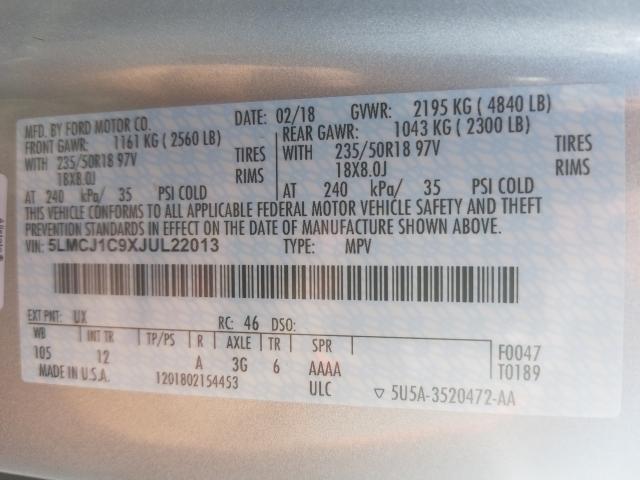 MFD. BY FORD MOTOR CO. DATE: 02/18 GVWR: 2195 KG ( 4840 LB)
FRONT GAWR: 1161 KG ( 2560 LB) REAR GAWR: 1043 KG ( 2300 LB)
WITH 235/50R18 97V TIRES WITH 235/50R18 97V TIRES
18X8.0J RIMS 18X8.0J RIMS
AT 240 kPa/ 35 PSI COLD AT 240 kPa/ 35 PSI COLD
THIS VEHICLE CONFORMS TO ALL APPLICABLE FEDERAL MOTOR VEHICLE SAFETY AND THEFT
PREVENTION STANDARDS IN EFFECT ON THE DATE OF MANUFACTURE SHOWN ABOVE.
VIN: 5LMCJ1C9XJUL22013 TYPE: MPV
EXT PNT: UX RC: 46 DSO:
WB INT TR TP/PS R AXLE TR SPR
105 12 A 3G 6 AAAA F0047
T0189
MADE IN U.S.A. 1201802154453 ULC ▽ 5U5A-3520472-AA